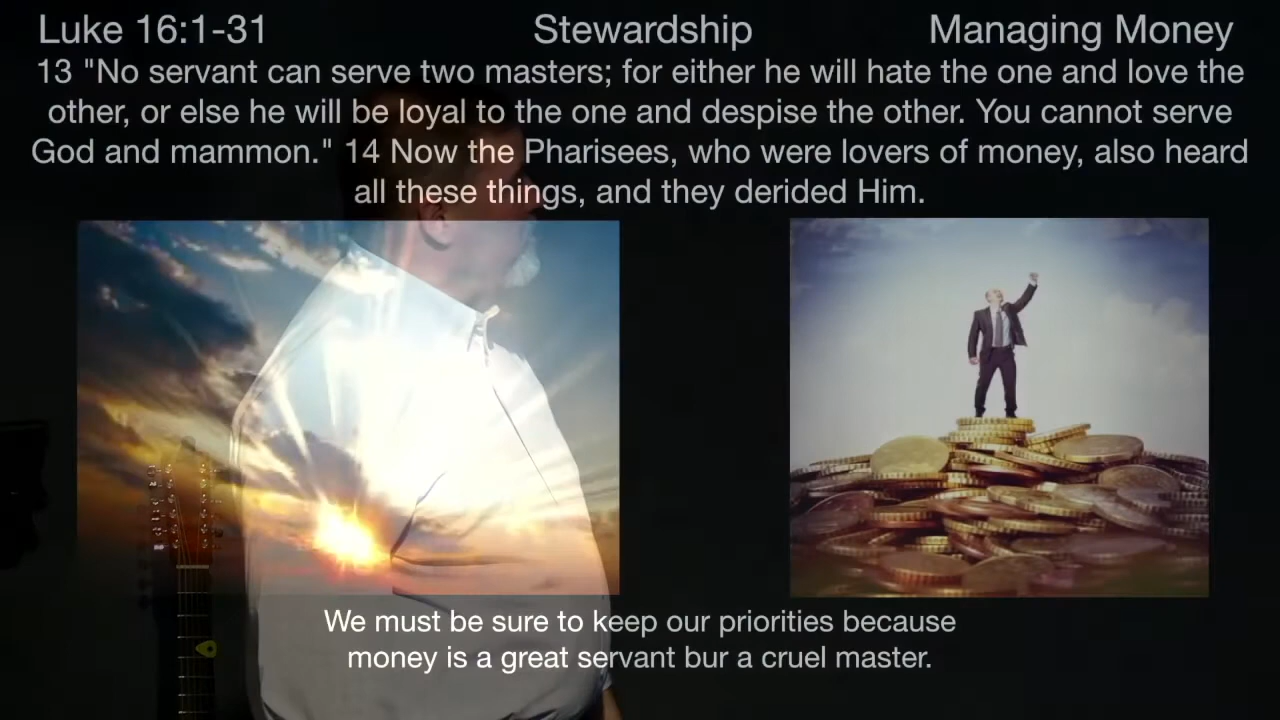 Luke 16:1-31 Stewardship Managing Money
13 "No servant can serve two masters; for either he will hate the one and love the
other, or else he will be loyal to the one and despise the other. You cannot serve
God and mammon." 14 Now the Pharisees, who were lovers of money, also heard
all these things, and they derided Him.
We must be sure to keep our priorities because
money is a great servant bur a cruel master.